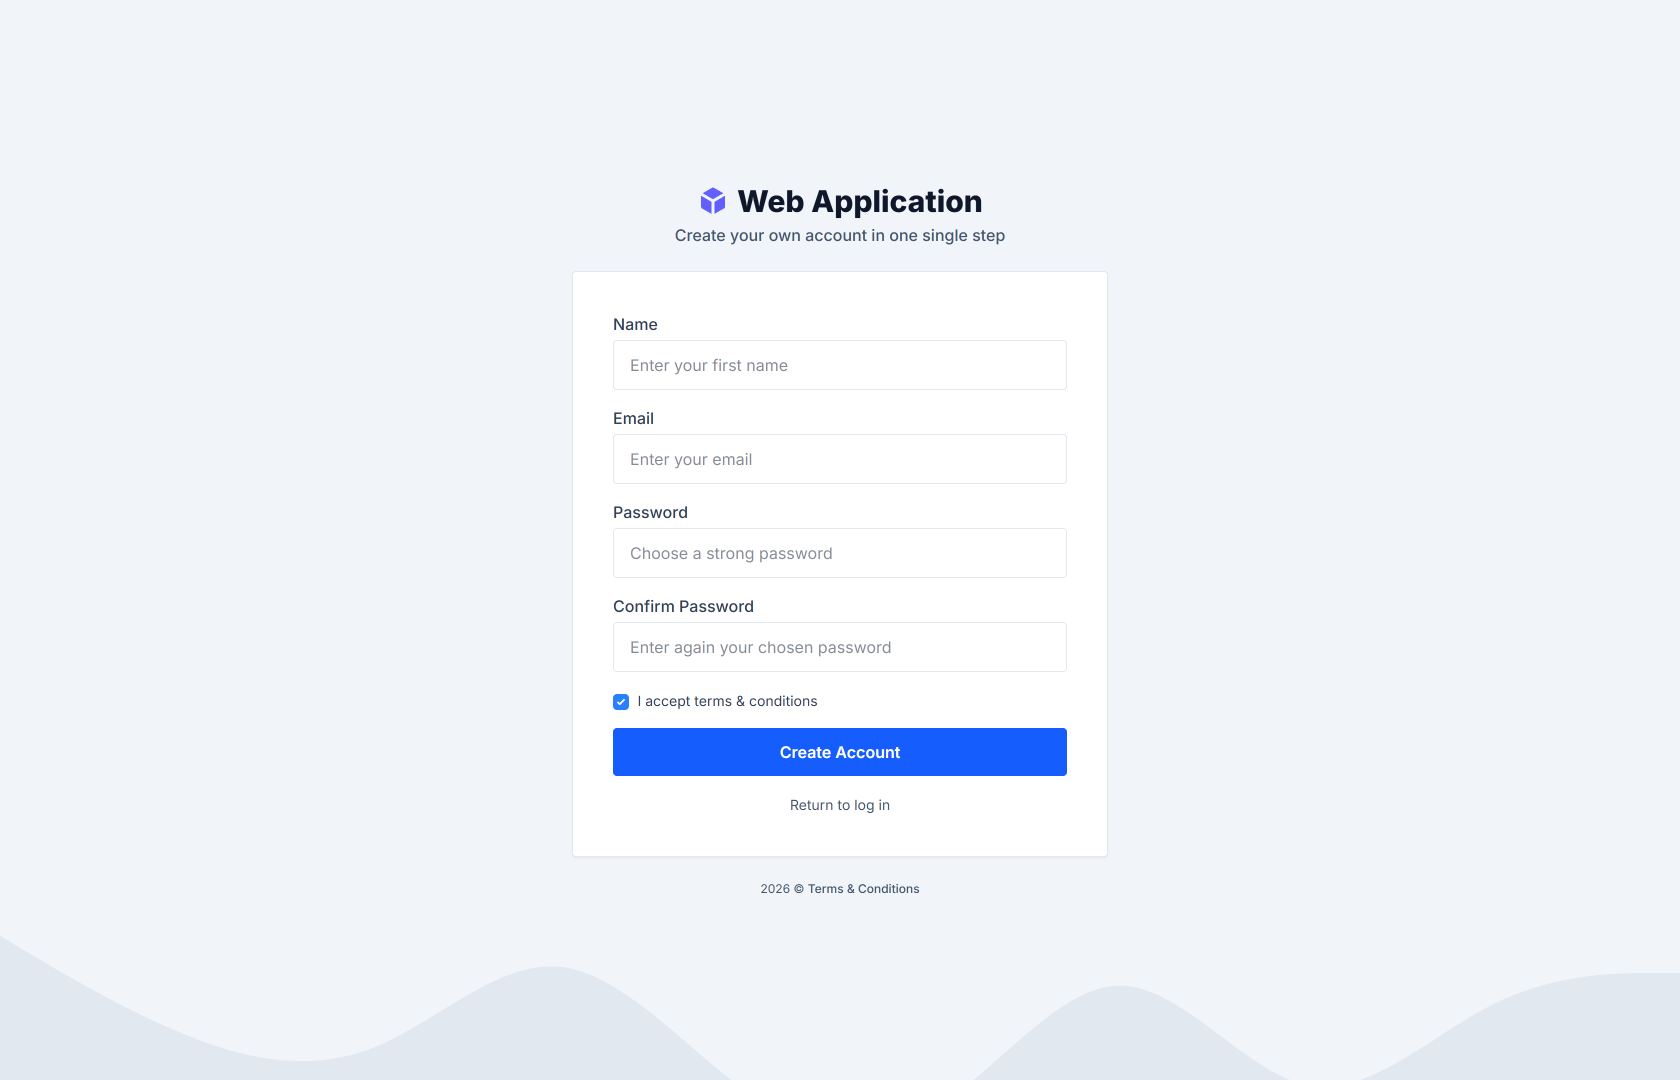 Web Application
Create your own account in one single step
Name
Enter your first name
Email
Enter your email
Password
Choose a strong password
Confirm Password
Enter again your chosen password
I accept terms & conditions
Create Account
Return to log in
2026 © Terms & Conditions